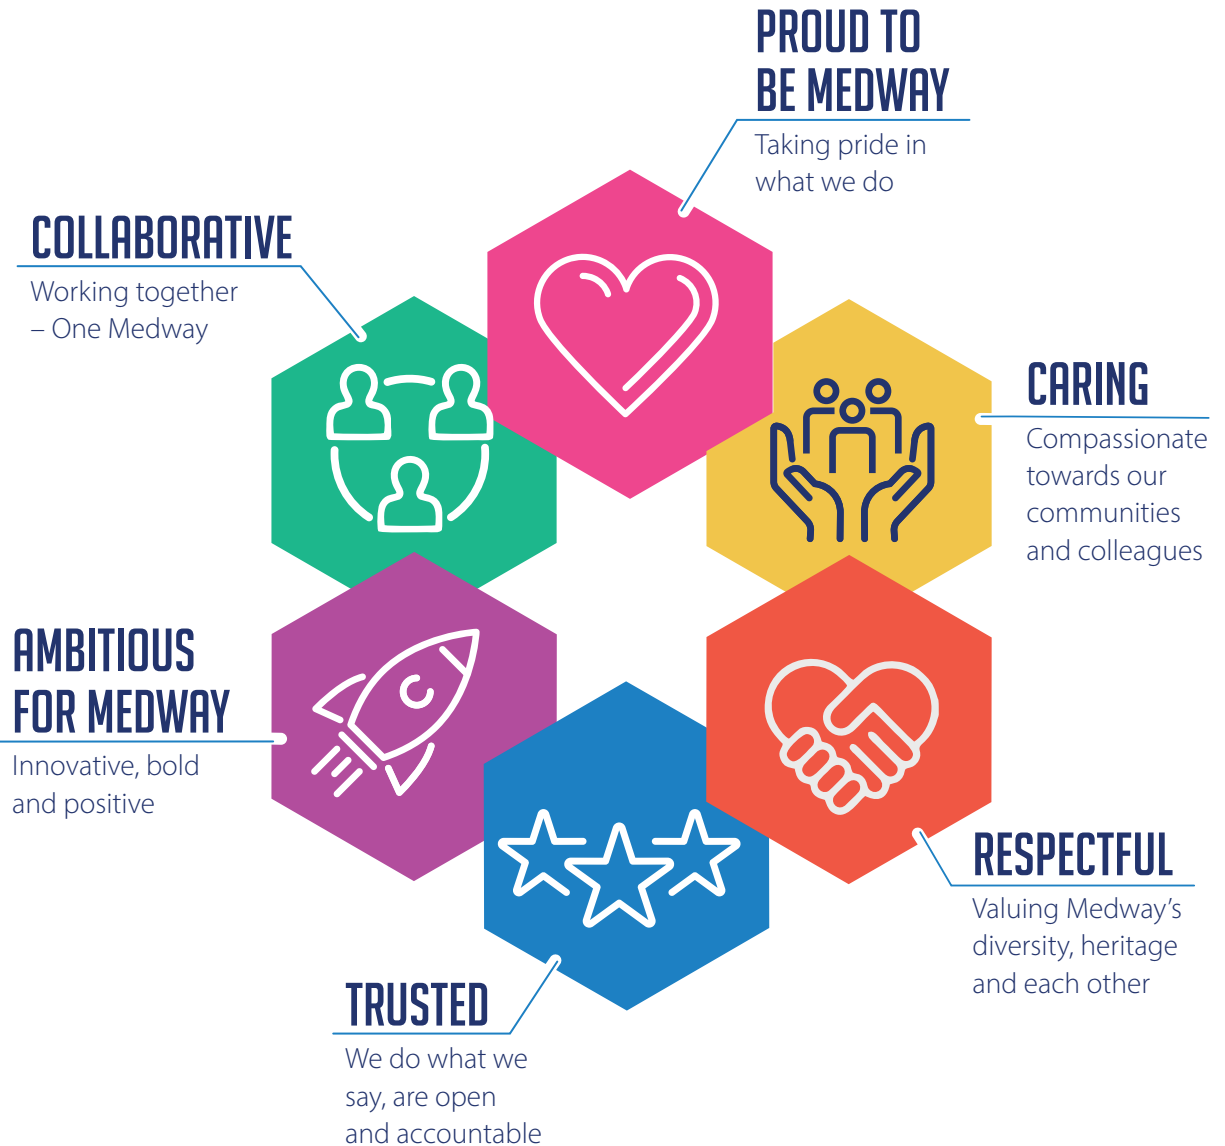 PROUD TO
BE MEDWAY
Taking pride in
what we do
COLLABORATIVE
Working together
– One Medway
CARING
Compassionate
towards our
communities
and colleagues
AMBITIOUS
FOR MEDWAY
Innovative, bold
and positive
RESPECTFUL
Valuing Medway’s
diversity, heritage
and each other
TRUSTED
We do what we
say, are open
and accountable